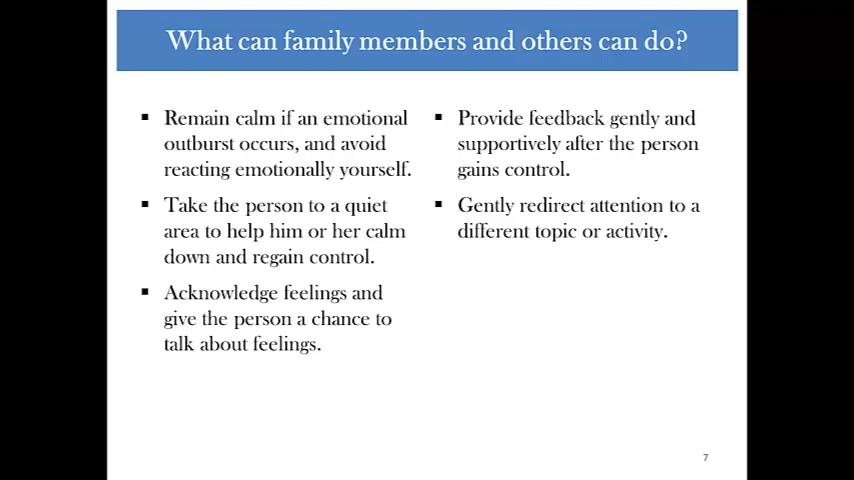 What can family members and others can do?
▪ Remain calm if an emotional
outburst occurs, and avoid
reacting emotionally yourself.
▪ Take the person to a quiet
area to help him or her calm
down and regain control.
▪ Acknowledge feelings and
give the person a chance to
talk about feelings.
▪ Provide feedback gently and
supportively after the person
gains control.
▪ Gently redirect attention to a
different topic or activity.
7